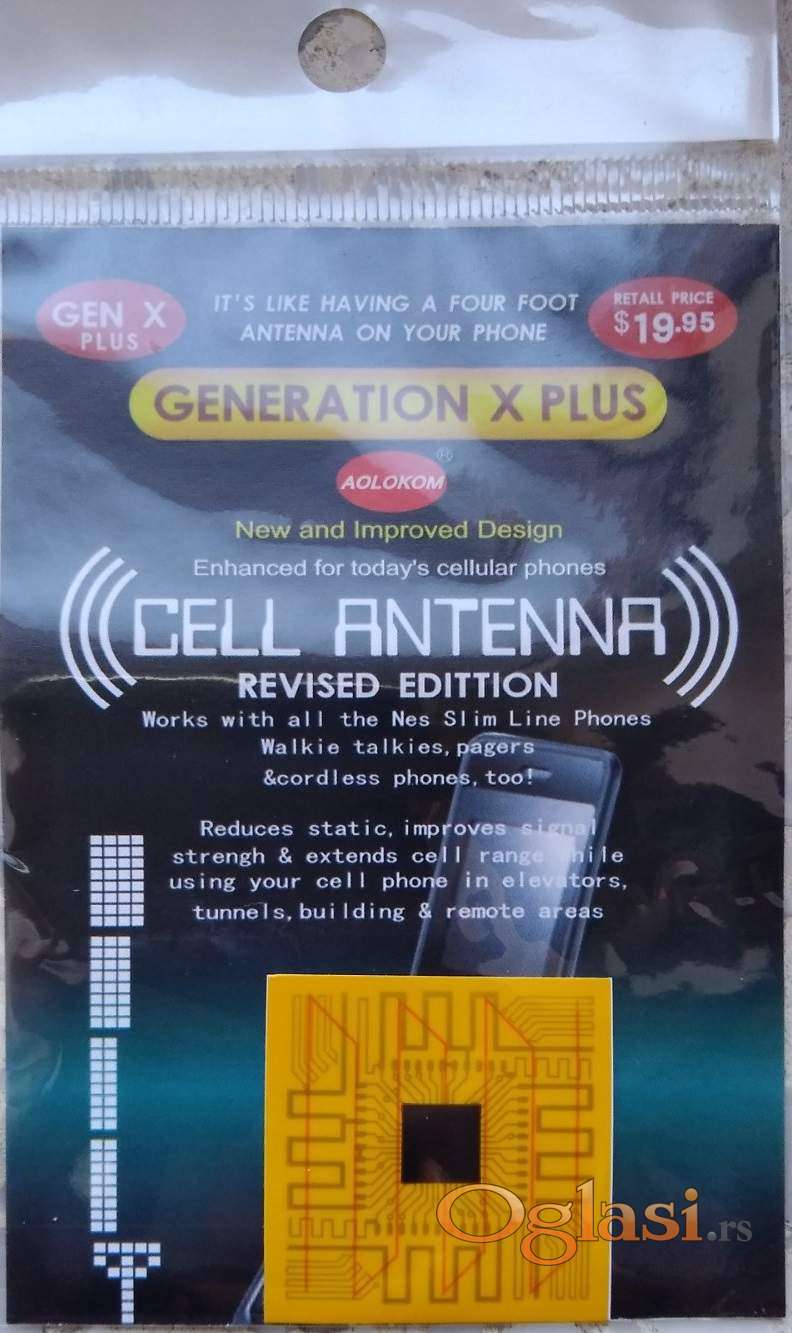 GEN X
PLUS
IT'S LIKE HAVING A FOUR FOOT
ANTENNA ON YOUR PHONE
RETALL PRICE
$19.95
GENERATION X PLUS
AOLOKOM ®
New and Improved Design
Enhanced for today's cellular phones
CELL ANTENNA
REVISED EDITTION
Works with all the Nes Slim Line Phones
Walkie talkies, pagers
&cordless phones, too!
Reduces static, improves signal
strengh & extends cell range hile
using your cell phone in elevators,
tunnels, building & remote areas
Oglasi.rs